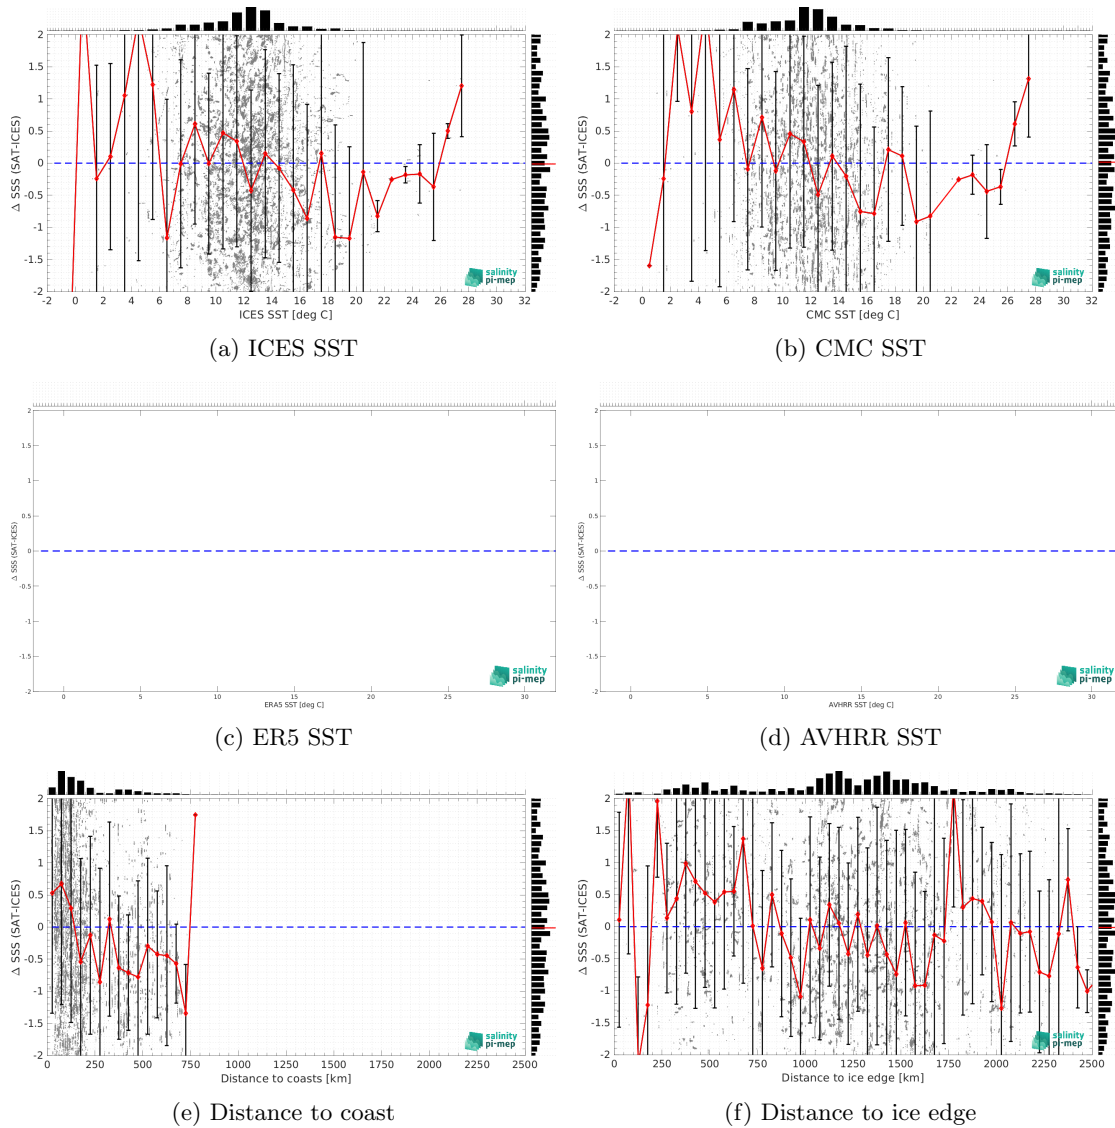 2
1.5
1
0.5
0
-0.5
-1
-1.5
-2
Δ SSS (SAT-ICES)
-2 0 2 4 6 8 10 12 14 16 18 20 22 24 26 28 30 32
ICES SST [deg C]
salinity
pi-mep
(a) ICES SST
2
1.5
1
0.5
0
-0.5
-1
-1.5
-2
Δ SSS (SAT-ICES)
-2 0 2 4 6 8 10 12 14 16 18 20 22 24 26 28 30 32
CMC SST [deg C]
salinity
pi-mep
(b) CMC SST
2
1.5
1
0.5
0
-0.5
-1
-1.5
-2
Δ SSS (SAT-ICES)
0 5 10 15 20 25 30
ERA5 SST [deg C]
salinity
pi-mep
(c) ER5 SST
2
1.5
1
0.5
0
-0.5
-1
-1.5
-2
Δ SSS (SAT-ICES)
0 5 10 15 20 25 30
AVHRR SST [deg C]
salinity
pi-mep
(d) AVHRR SST
2
1.5
1
0.5
0
-0.5
-1
-1.5
-2
Δ SSS (SAT-ICES)
0 250 500 750 1000 1250 1500 1750 2000 2250 2500
Distance to coasts [km]
salinity
pi-mep
(e) Distance to coast
2
1.5
1
0.5
0
-0.5
-1
-1.5
-2
Δ SSS (SAT-ICES)
0 250 500 750 1000 1250 1500 1750 2000 2250 2500
Distance to ice edge [km]
salinity
pi-mep
(f) Distance to ice edge